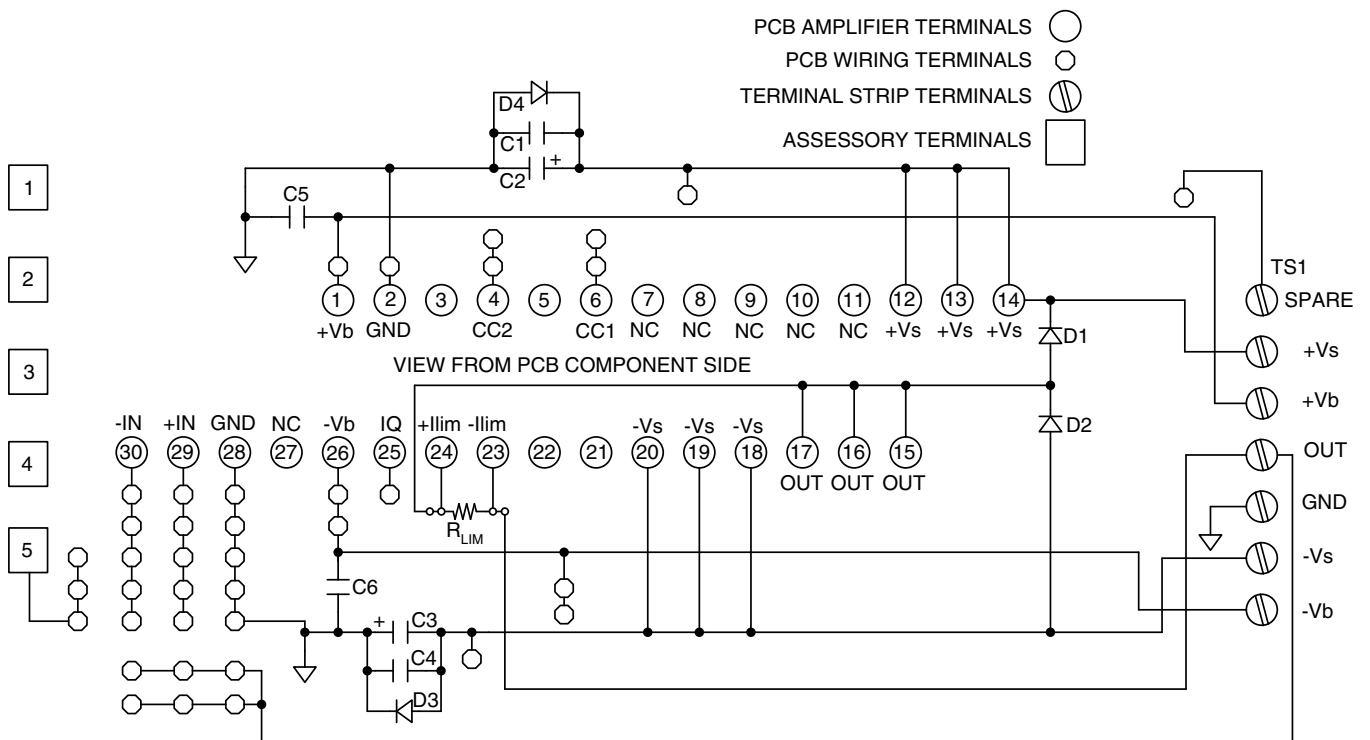 PCB AMPLIFIER TERMINALS
PCB WIRING TERMINALS
TERMINAL STRIP TERMINALS
ASSESSORY TERMINALS
D4
C1
C2 +
1
C5
2
TS1
1 2 3 4 5 6 7 8 9 10 11 12 13 14 SPARE
+Vb GND CC2 CC1 NC NC NC NC NC +Vs +Vs +Vs
D1
+Vs
VIEW FROM PCB COMPONENT SIDE
3
+Vb
-IN +IN GND NC -Vb IQ +Ilim -Ilim -Vs -Vs -Vs D2
4
30 29 28 27 26 25 24 23 22 21 20 19 18 17 16 15 OUT
OUT OUT OUT
GND
RLIM
5
-Vs
C6
-Vb
+ C3
C4
D3